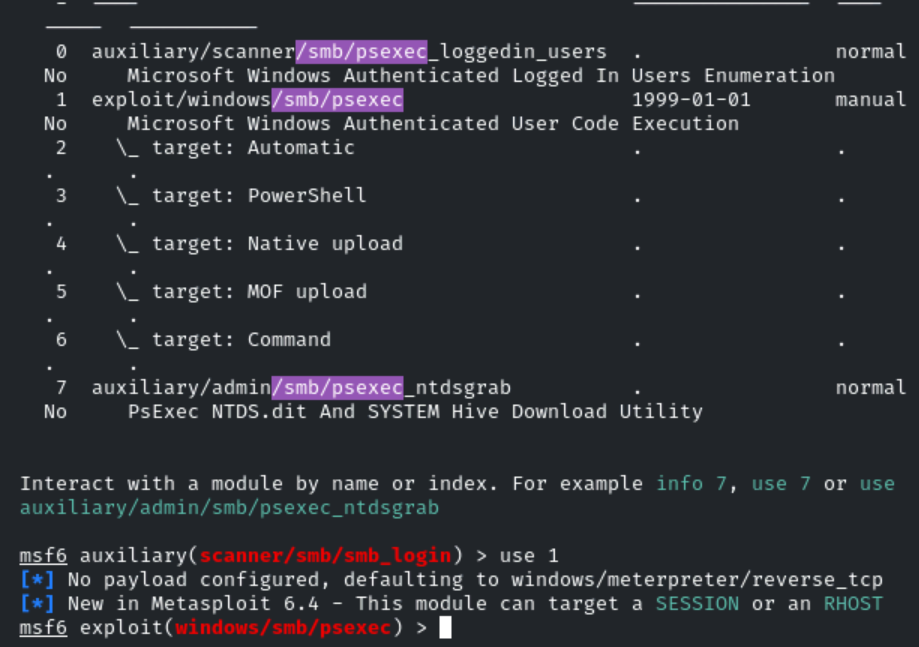 0 auxiliary/scanner/smb/psexec_loggedin_users . normal
No Microsoft Windows Authenticated Logged In Users Enumeration
1 exploit/windows/smb/psexec 1999-01-01 manual
No Microsoft Windows Authenticated User Code Execution
2 \_ target: Automatic . .
. .
3 \_ target: PowerShell . .
. .
4 \_ target: Native upload . .
. .
5 \_ target: MOF upload . .
. .
6 \_ target: Command . .
. .
7 auxiliary/admin/smb/psexec_ntdsgrab . normal
No PsExec NTDS.dit And SYSTEM Hive Download Utility
Interact with a module by name or index. For example info 7, use 7 or use
auxiliary/admin/smb/psexec_ntdsgrab
msf6 auxiliary(scanner/smb/smb_login) > use 1
[*] No payload configured, defaulting to windows/meterpreter/reverse_tcp
[*] New in Metasploit 6.4 - This module can target a SESSION or an RHOST
msf6 exploit(windows/smb/psexec) >